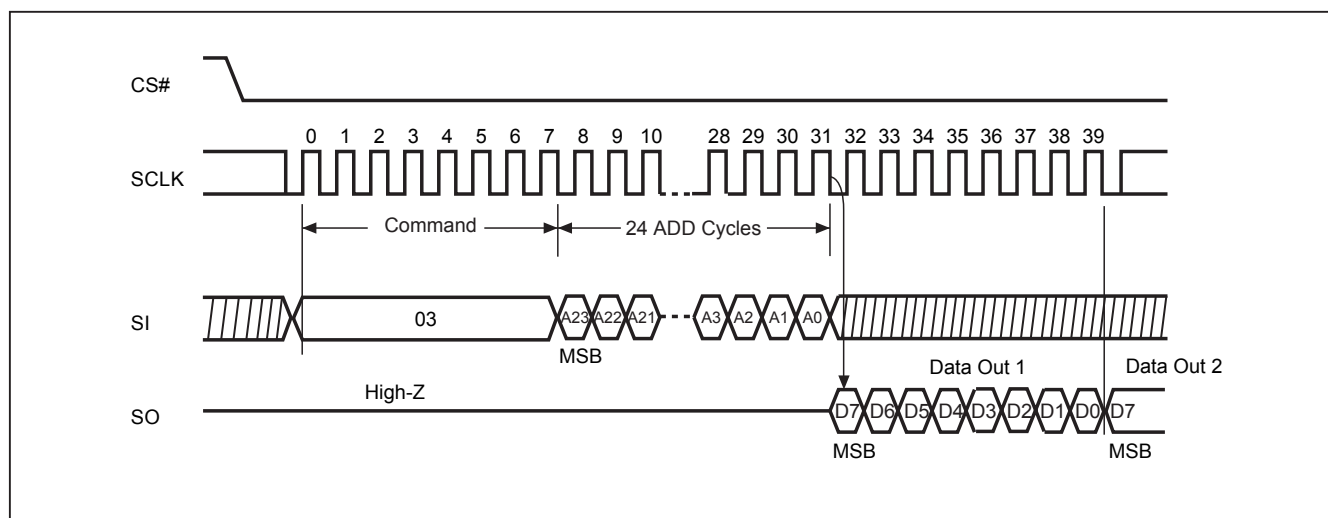 CS#
0 1 2 3 4 5 6 7 8 9 10 28 29 30 31 32 33 34 35 36 37 38 39
SCLK
Command 24 ADD Cycles
SI 03 A23 A22 A21 A3 A2 A1 A0
MSB
Data Out 1 Data Out 2
High-Z
SO D7 D6 D5 D4 D3 D2 D1 D0 D7
MSB MSB